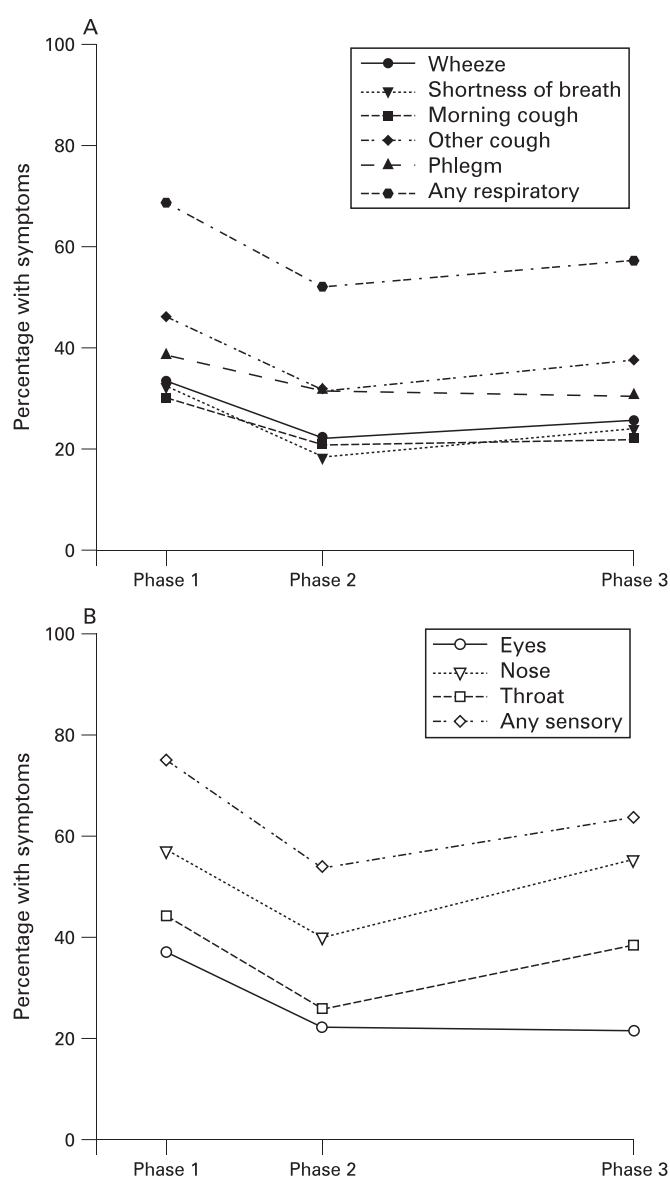 A
100
80
60
40
20
0
Percentage with symptoms
Wheeze
Shortness of breath
Morning cough
Other cough
Phlegm
Any respiratory
Phase 1 Phase 2 Phase 3
B
100
80
60
40
20
0
Percentage with symptoms
Eyes
Nose
Throat
Any sensory
Phase 1 Phase 2 Phase 3